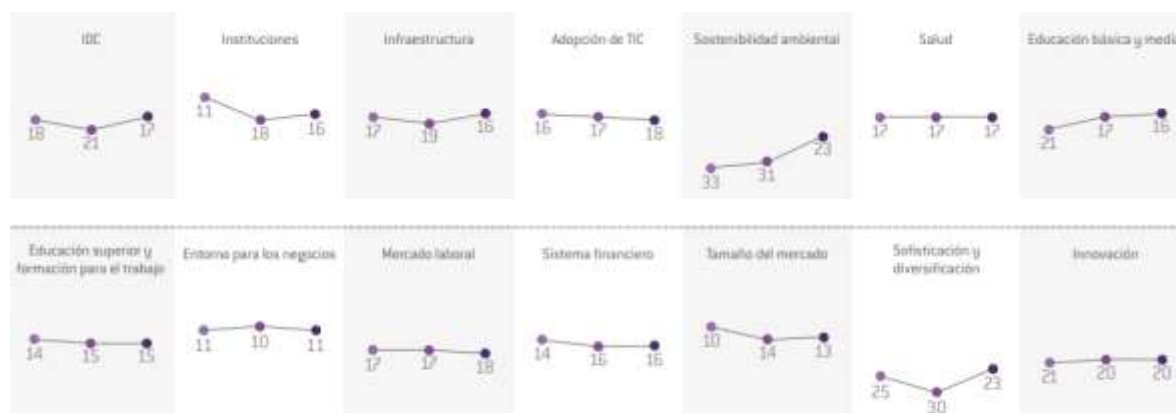 IDC
Instituciones
Infraestructura
Adopción de TIC
Sostenibilidad ambiental
Salud
Educación básica y media
18 21 17
11 18 16
17 19 16
16 17 18
33 31 23
17 17 17
21 17 16
Educación superior y
formación para el trabajo
Entorno para los negocios
Mercado laboral
Sistema financiero
Tamaño del mercado
Sofisticación y
diversificación
Innovación
14 15 15
11 10 11
17 17 18
14 16 16
10 14 13
25 30 23
21 20 20